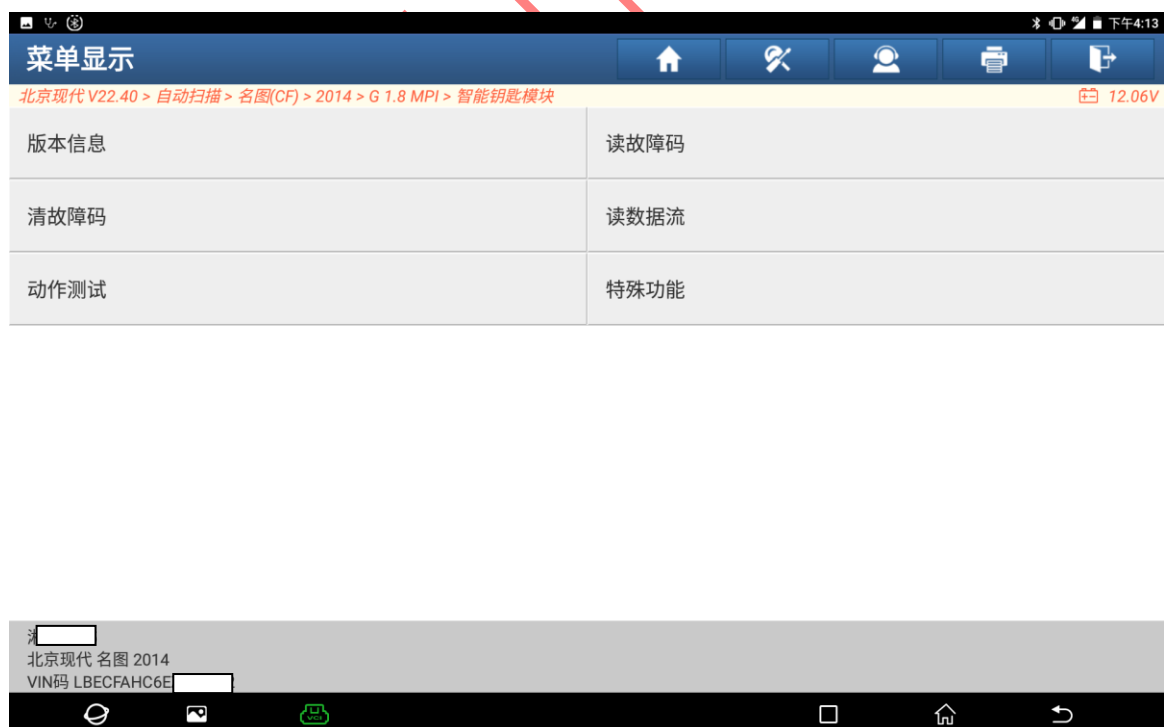 下午4:13
菜单显示
北京现代 V22.40 > 自动扫描 > 名图(CF) > 2014 > G 1.8 MPI > 智能钥匙模块
12.06V
版本信息
读故障码
清故障码
读数据流
动作测试
特殊功能
北京现代 名图 2014
VIN码 LBECFAHC6E
VCI